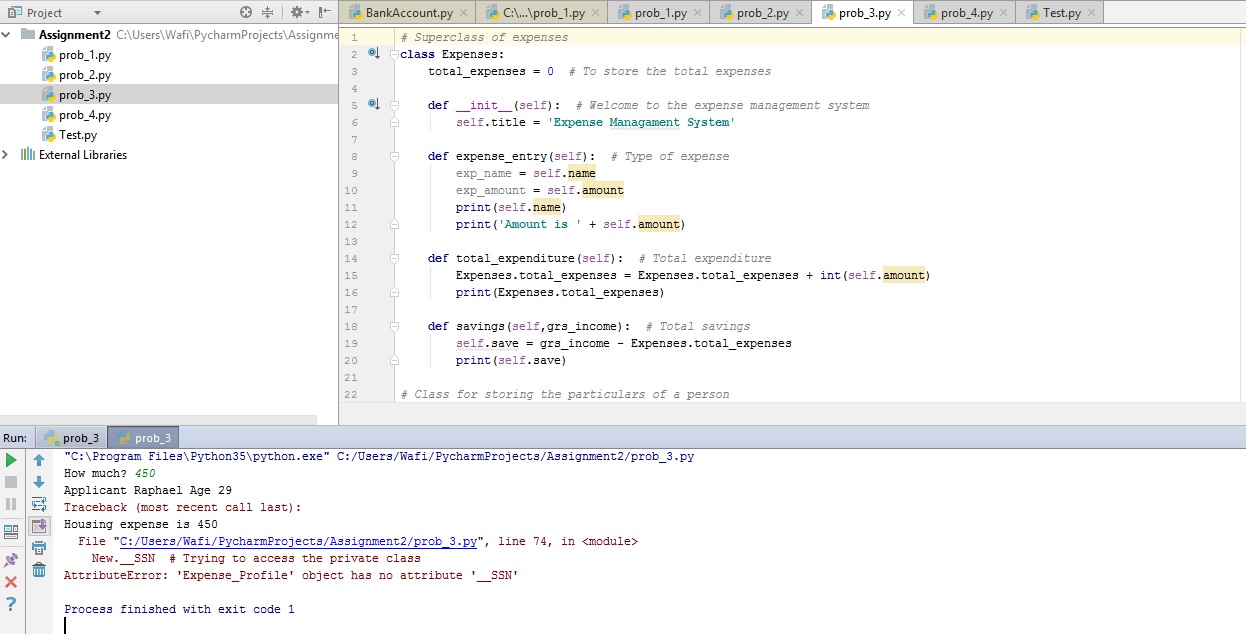 Project
BankAccount.py C:\...\prob_1.py prob_1.py prob_2.py prob_3.py prob_4.py Test.py
Assignment2 C:\Users\Wafi\PycharmProjects\Assignme
prob_1.py
prob_2.py
prob_3.py
prob_4.py
Test.py
External Libraries
1 # Superclass of expenses
2 class Expenses:
3 total_expenses = 0 # To store the total expenses
4
5 def __init__(self): # Welcome to the expense management system
6 self.title = 'Expense Managament System'
7
8 def expense_entry(self): # Type of expense
9 exp_name = self.name
10 exp_amount = self.amount
11 print(self.name)
12 print('Amount is ' + self.amount)
13
14 def total_expenditure(self): # Total expenditure
15 Expenses.total_expenses = Expenses.total_expenses + int(self.amount)
16 print(Expenses.total_expenses)
17
18 def savings(self,grs_income): # Total savings
19 self.save = grs_income - Expenses.total_expenses
20 print(self.save)
21
22 # Class for storing the particulars of a person
Run: prob_3 prob_3
"C:\Program Files\Python35\python.exe" C:/Users/Wafi/PycharmProjects/Assignment2/prob_3.py
How much? 450
Applicant Raphael Age 29
Traceback (most recent call last):
Housing expense is 450
File "C:/Users/Wafi/PycharmProjects/Assignment2/prob_3.py", line 74, in <module>
New.__SSN # Trying to access the private class
AttributeError: 'Expense_Profile' object has no attribute '__SSN'
Process finished with exit code 1